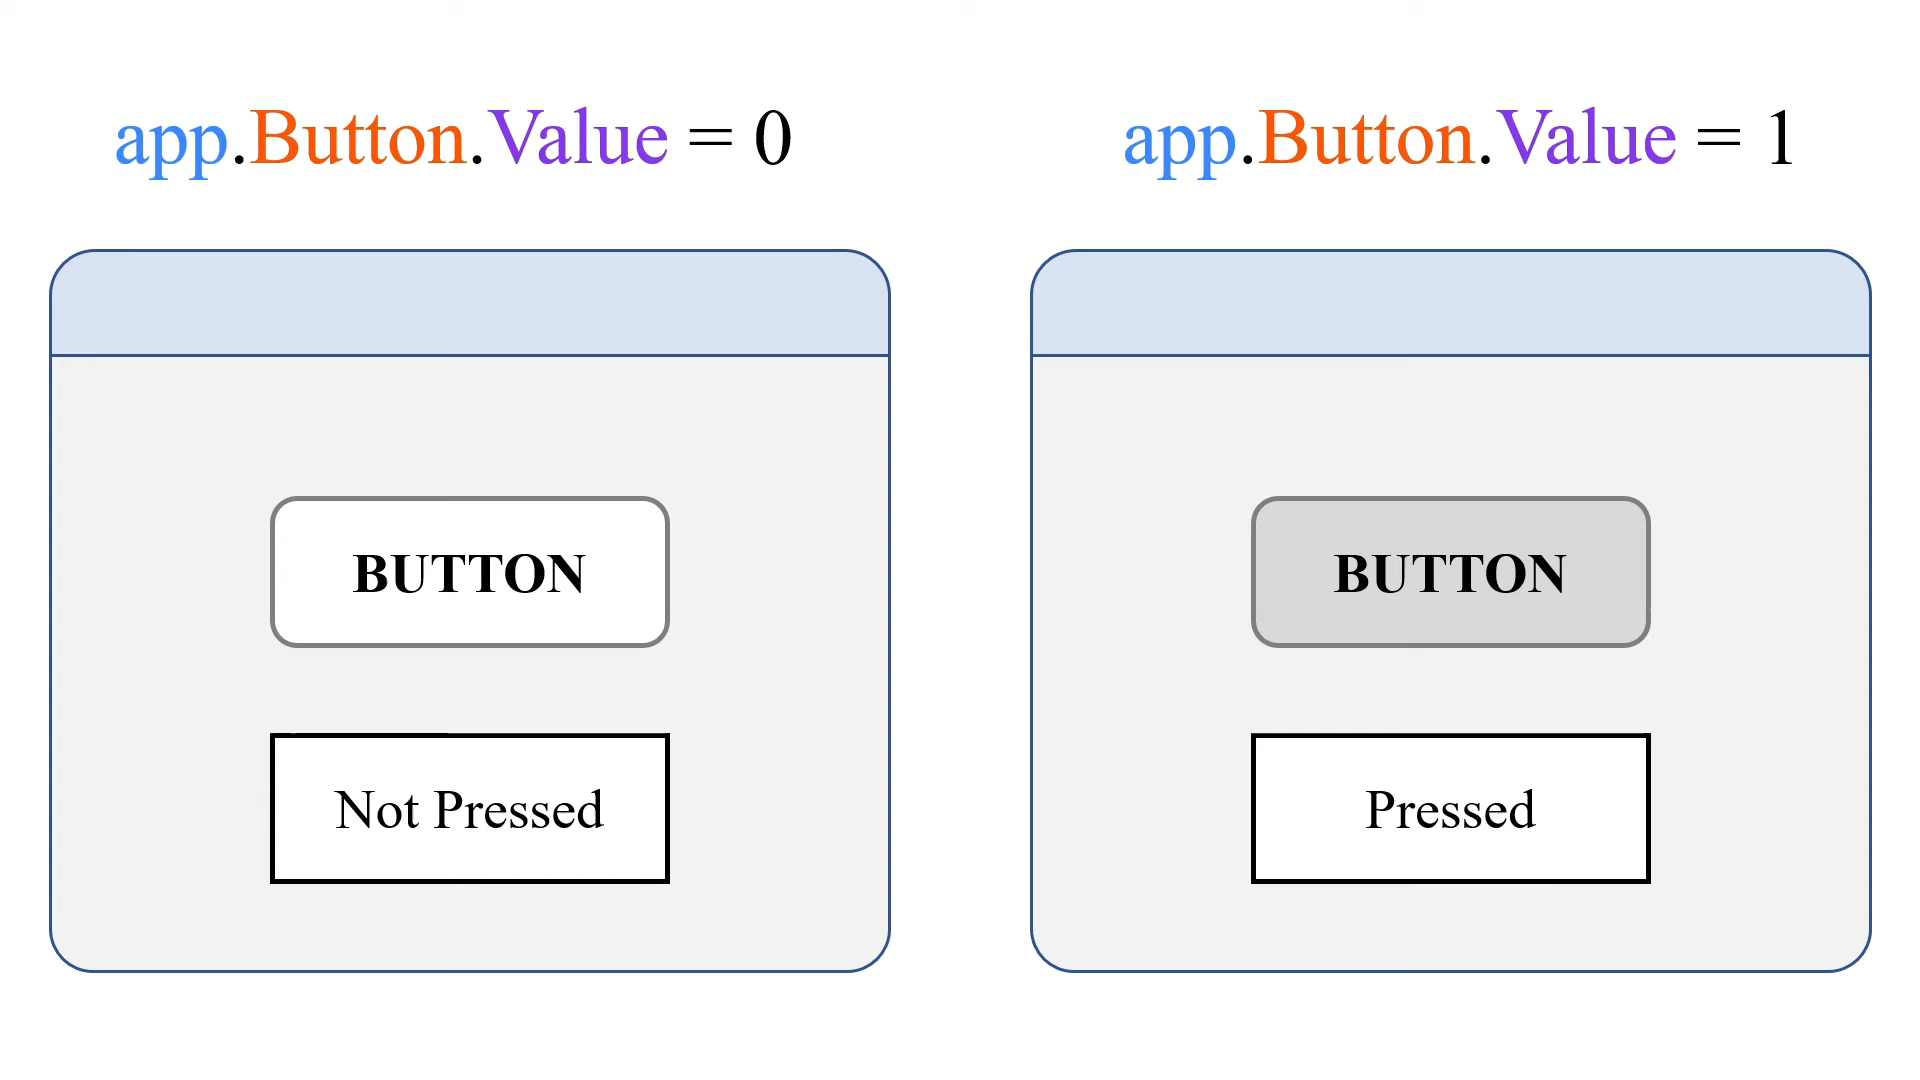 app.Button.Value = 0
BUTTON
Not Pressed
app.Button.Value = 1
BUTTON
Pressed